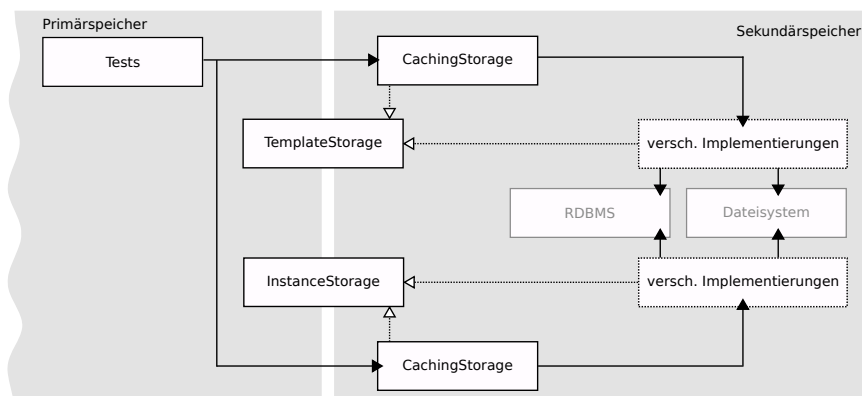 Primärspeicher
Sekundärspeicher
Tests
CachingStorage
TemplateStorage
versch. Implementierungen
RDBMS
Dateisystem
InstanceStorage
versch. Implementierungen
CachingStorage